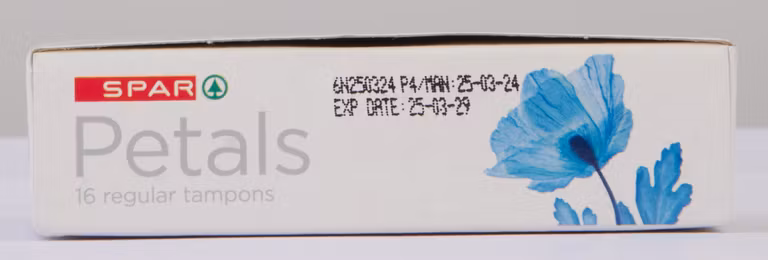 SPAR
Petals
16 regular tampons
6N250324 P4/MAN:25-03-24
EXP DATE:25-03-29